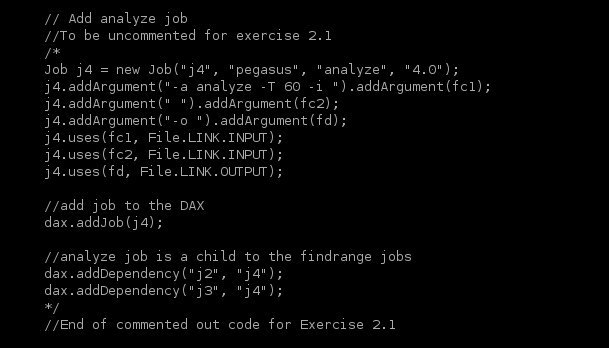 // Add analyze job
//To be uncommented for exercise 2.1
/*
Job j4 = new Job("j4", "pegasus", "analyze", "4.0");
j4.addArgument("-a analyze -T 60 -i ").addArgument(fc1);
j4.addArgument(" ").addArgument(fc2);
j4.addArgument("-o ").addArgument(fd);
j4.uses(fc1, File.LINK.INPUT);
j4.uses(fc2, File.LINK.INPUT);
j4.uses(fd, File.LINK.OUTPUT);
//add job to the DAX
dax.addJob(j4);
//analyze job is a child to the findrange jobs
dax.addDependency("j2", "j4");
dax.addDependency("j3", "j4");
*/
//End of commented out code for Exercise 2.1